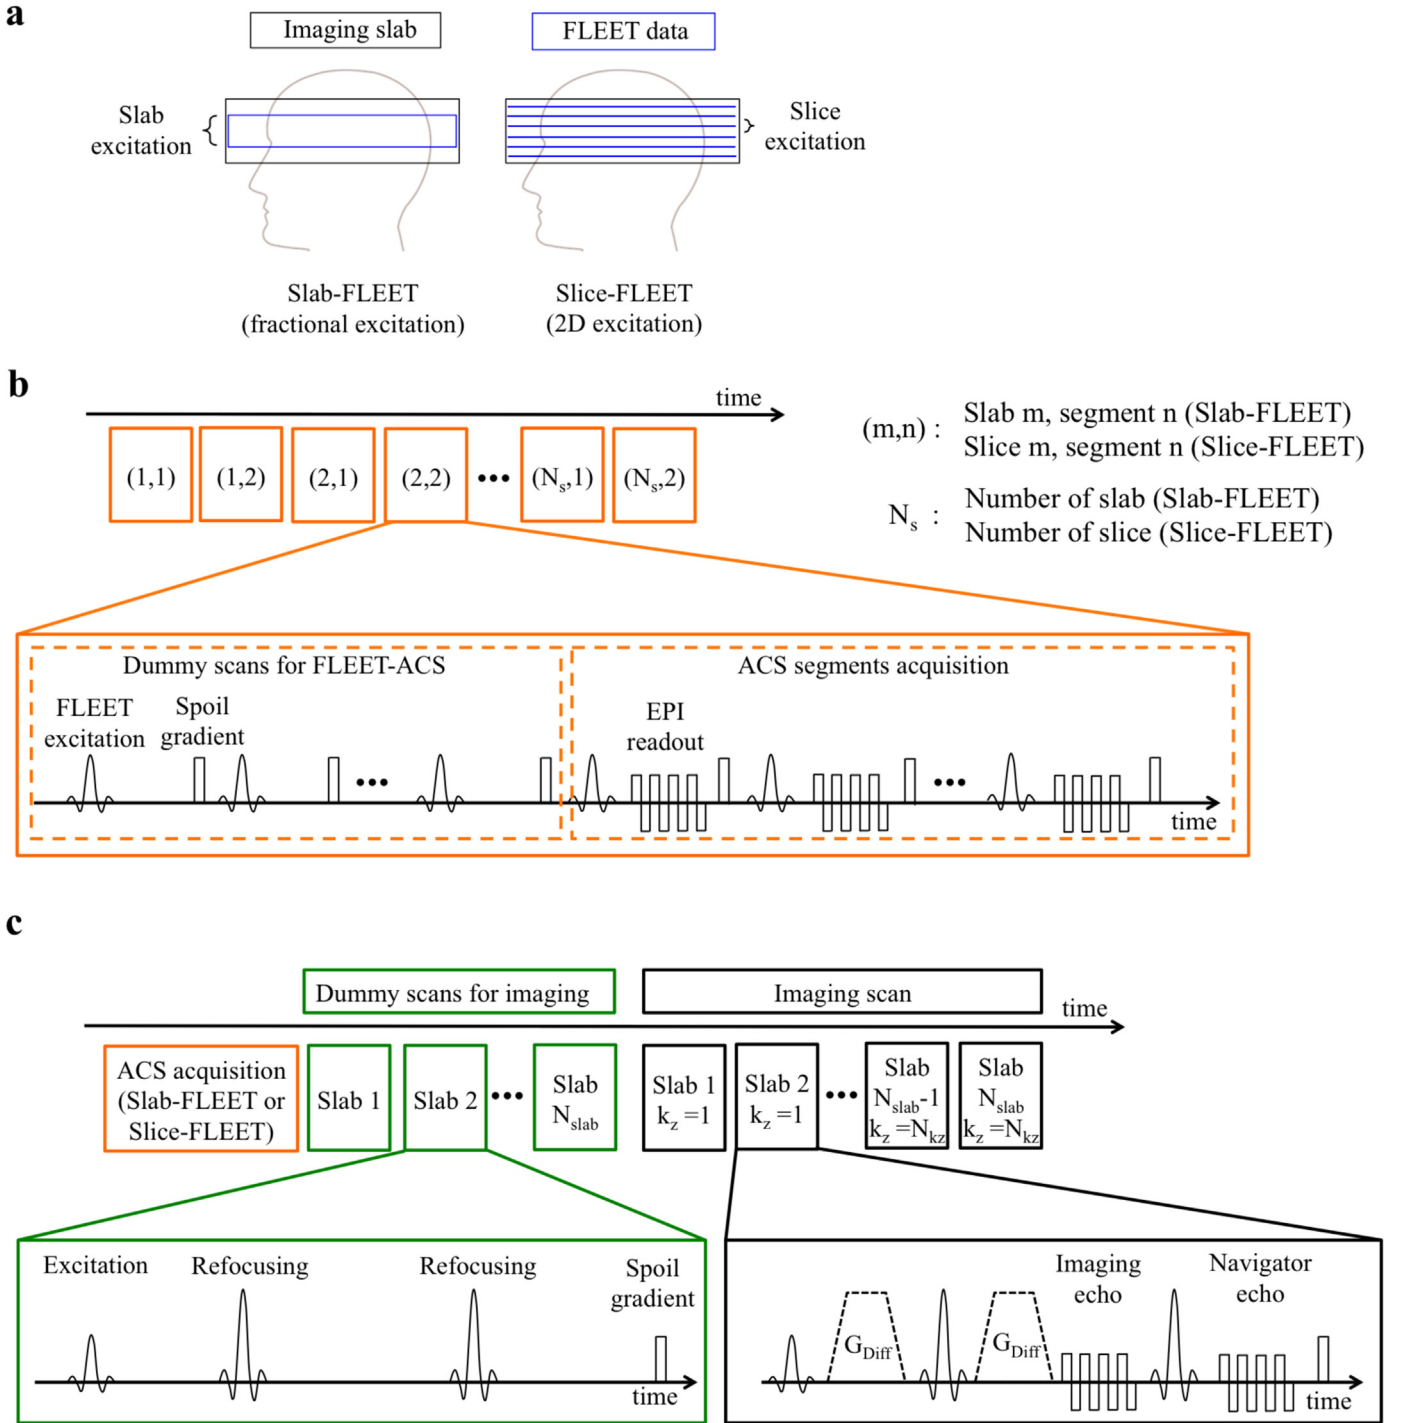 a
Imaging slab
FLEET data
Slab
excitation
Slice
excitation
Slab-FLEET
(fractional excitation)
Slice-FLEET
(2D excitation)
b
time
(1,1) (1,2) (2,1) (2,2) ••• (Ns,1) (Ns,2)
(m,n) :
Slab m, segment n (Slab-FLEET)
Slice m, segment n (Slice-FLEET)
Ns :
Number of slab (Slab-FLEET)
Number of slice (Slice-FLEET)
Dummy scans for FLEET-ACS
ACS segments acquisition
FLEET
excitation
Spoil
gradient
EPI
readout
•••
•••
time
c
Dummy scans for imaging
Imaging scan
time
ACS acquisition
(Slab-FLEET or
Slice-FLEET)
Slab 1
Slab 2
•••
Slab
Nslab
Slab 1
kz =1
Slab 2
kz =1
•••
Slab
Nslab-1
kz =Nkz
Slab
Nslab
kz =Nkz
Excitation
Refocusing
Refocusing
Spoil
gradient
time
GDiff
GDiff
Imaging
echo
Navigator
echo
time